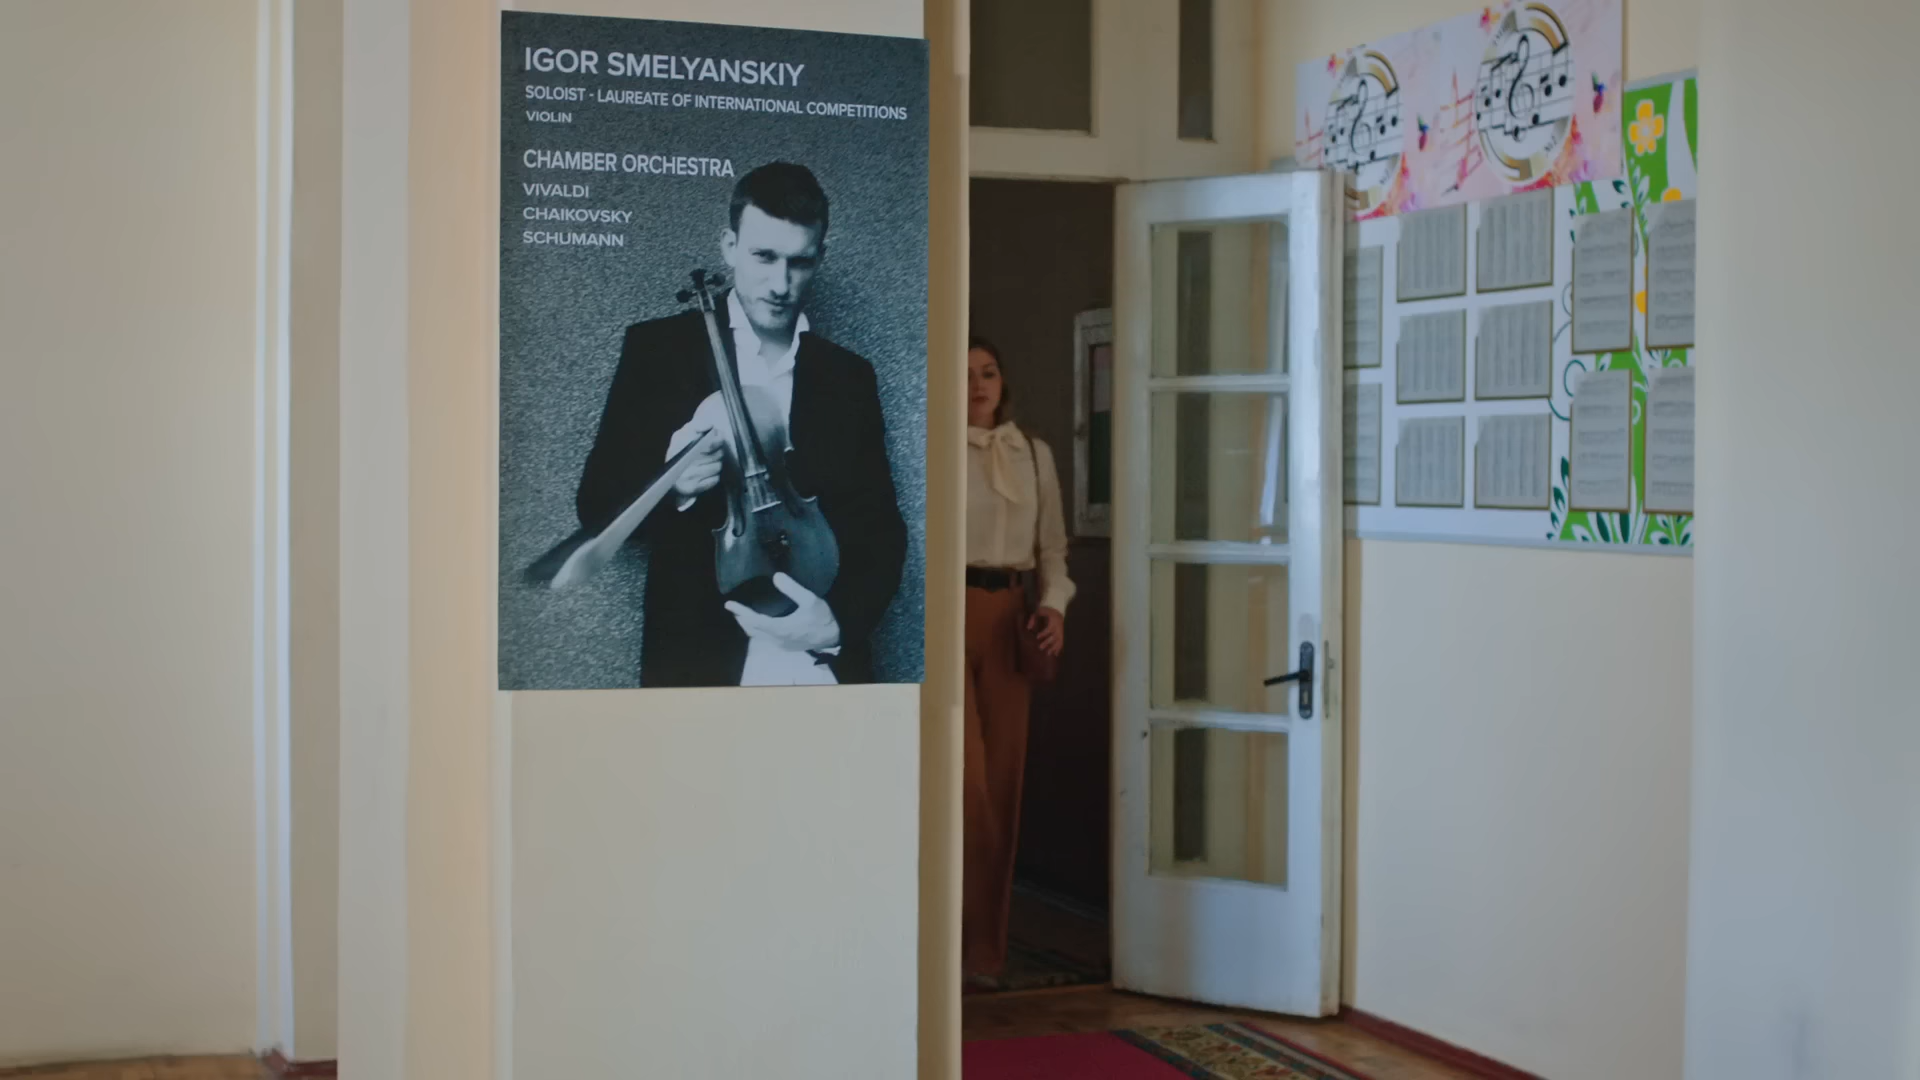 IGOR SMELYANSKIY
SOLOIST - LAUREATE OF INTERNATIONAL COMPETITIONS
VIOLIN
CHAMBER ORCHESTRA
VIVALDI
CHAIKOVSKY
SCHUMANN